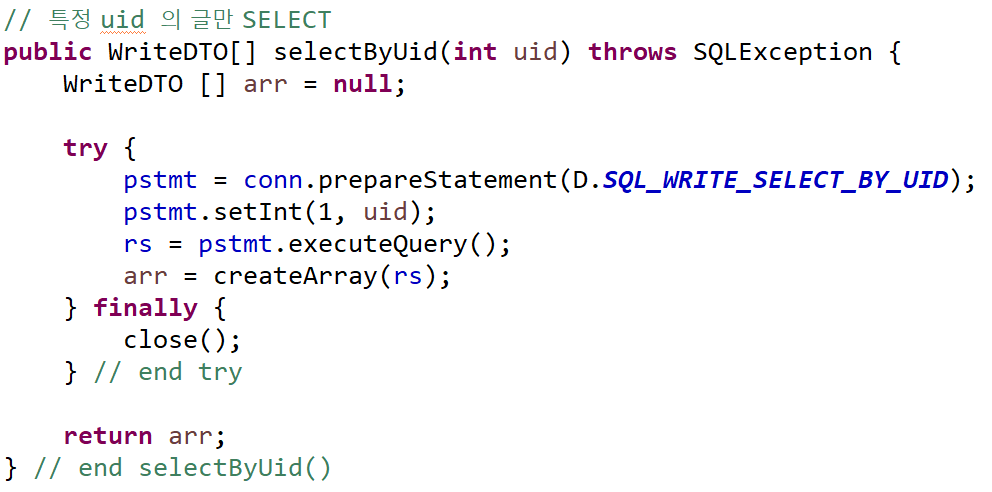 // 특정 uid 의 글만 SELECT
public WriteDTO[] selectByUid(int uid) throws SQLException {
    WriteDTO [] arr = null;

    try {
        pstmt = conn.prepareStatement(D.SQL_WRITE_SELECT_BY_UID);
        pstmt.setInt(1, uid);
        rs = pstmt.executeQuery();
        arr = createArray(rs);
    } finally {
        close();
    } // end try

    return arr;
} // end selectByUid()